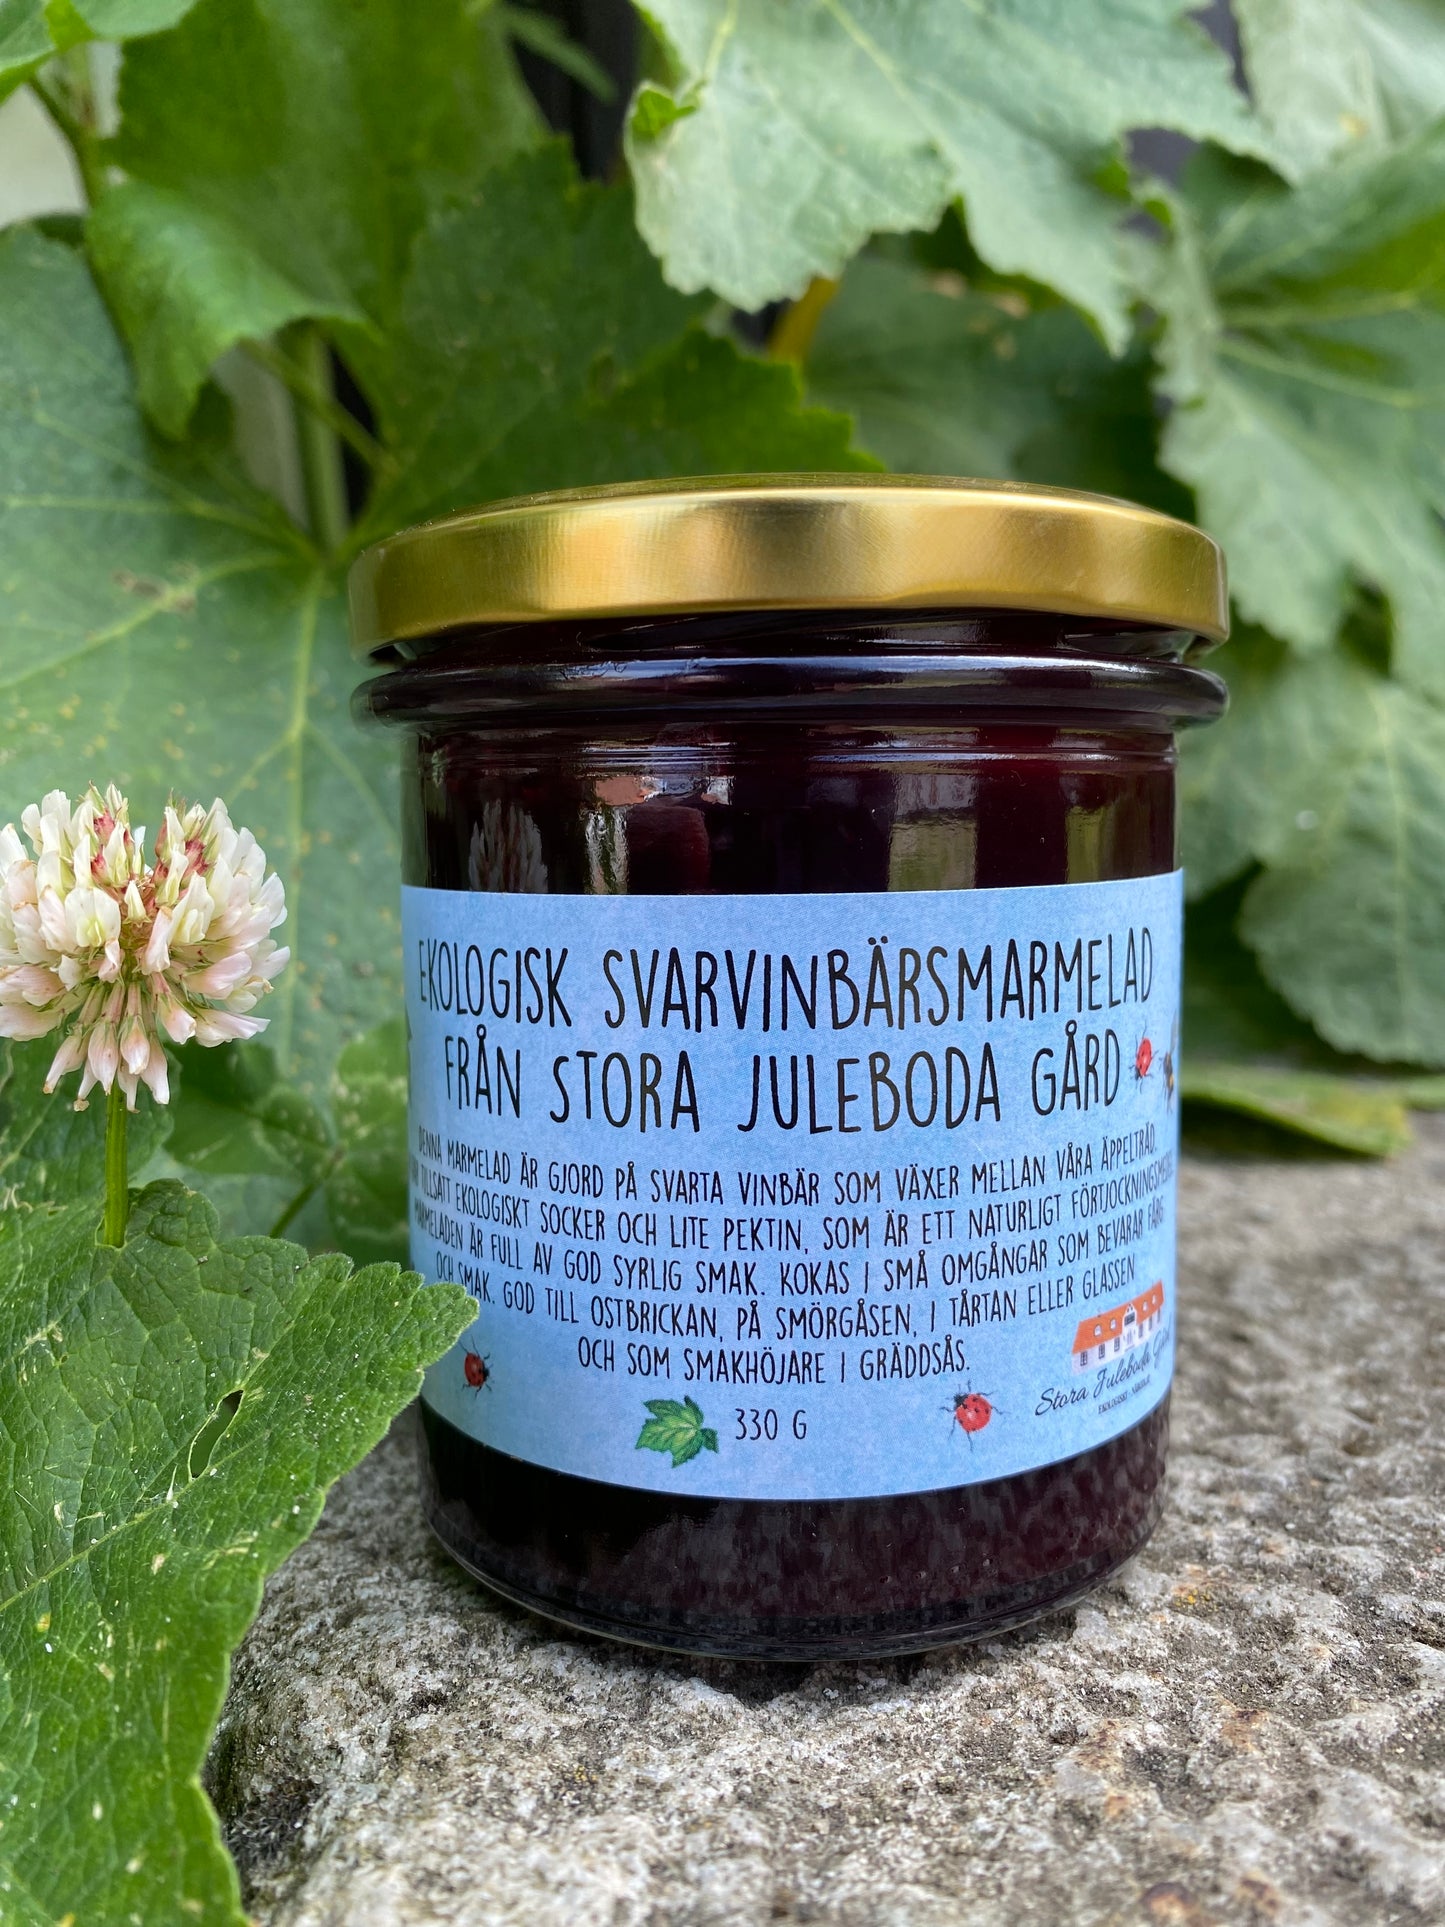 EKOLOGISK SVARVINBÄRSMARMELAD
FRÅN STORA JULEBODA GÅRD
DENNA MARMELAD ÄR GJORD PÅ SVARTA VINBÄR SOM VÄXER MELLAN VÅRA ÄPPELTRÄD.
TILLSATT EKOLOGISKT SOCKER OCH LITE PEKTIN, SOM ÄR ETT NATURLIGT FÖRTJOCKNINGSMEDEL
MARMELADEN ÄR FULL AV GOD SYRLIG SMAK. KOKAS I SMÅ OMGÅNGAR SOM BEVARAR FÄRG
OCH SMAK. GOD TILL OSTBRICKAN, PÅ SMÖRGÅSEN, I TÅRTAN ELLER GLASSEN
OCH SOM SMAKHÖJARE I GRÄDDSÅS.
330 G
Stora Juleboda Gård